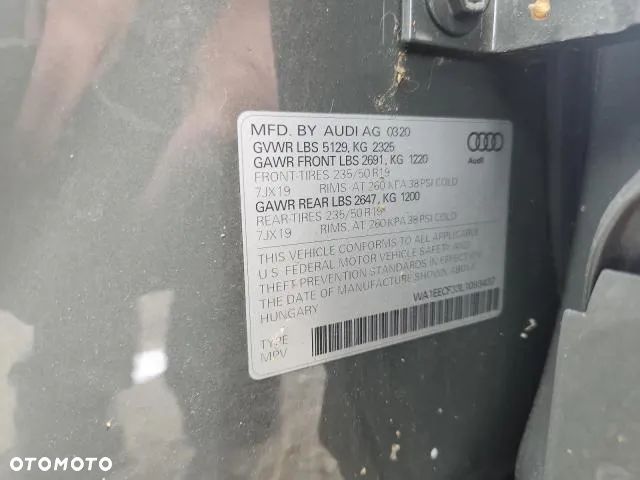 MFD. BY AUDI AG 03 20
GVWR LBS 5129, KG 2325
GAWR FRONT LBS 2691, KG 1220
FRONT-TIRES 235/50 R19
7JX19 RIMS, AT 260 KPA 38 PSI COLD
GAWR REAR LBS 2647, KG 1200
REAR-TIRES 235/50 R19
7JX19 RIMS, AT 260 KPA 38 PSI COLD
Audi
THIS VEHICLE CONFORMS TO ALL APPLICABLE
U.S. FEDERAL MOTOR VEHICLE SAFETY AND
THEFT PREVENTION STANDARDS IN EFFECT ON
THE DATE OF MANUFACTURE SHOWN ABOVE.
HUNGARY
TYPE
MPV
OTOMOTO